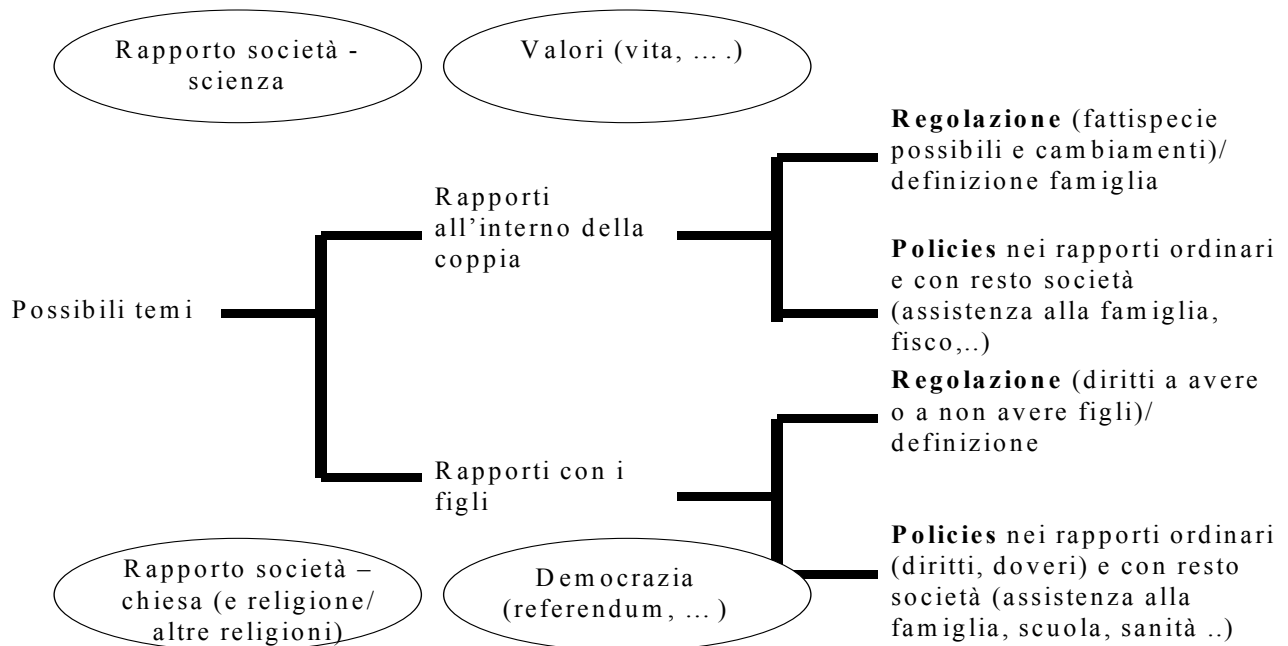 Rapporto società -
scienza
Valori (vita, ... .)
Regolazione (fattispecie
possibili e cambiamenti)/
definizione famiglia
Rapporti
all'interno della
coppia
Policies nei rapporti ordinari
e con resto società
(assistenza alla famiglia,
fisco,..)
Possibili temi
Regolazione (diritti a avere
o a non avere figli)/
definizione
Rapporti con i
figli
Policies nei rapporti ordinari
(diritti, doveri) e con resto
società (assistenza alla
famiglia, scuola, sanità ..)
Rapporto società –
chiesa (e religione/
altre religioni)
Democrazia
(referendum, ... )